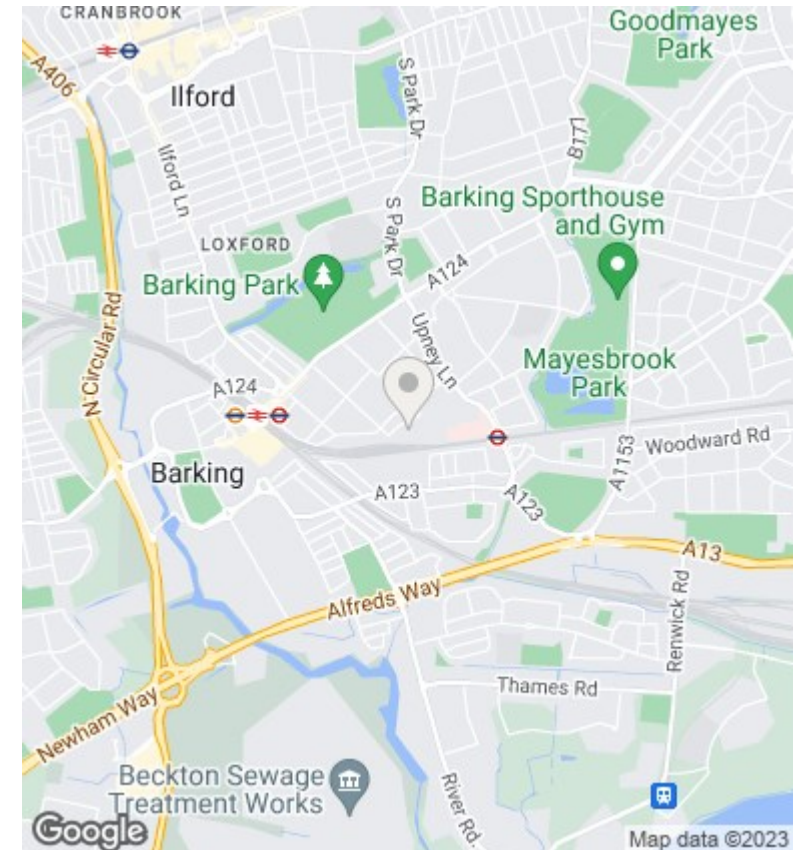 CRANBROOK
Goodmayes
Park
A406
Ilford
S Park Dr
B177
Ilford Ln
Barking Sporthouse
and Gym
S Park Dr
LOXFORD
A124
Barking Park
N Circular Rd
Upney Ln
Mayesbrook
Park
A124
Woodward Rd
A1153
Barking
A123
A123
A13
Alfreds Way
Renwick Rd
Thames Rd
Newham Way
Beckton Sewage
Treatment Works
River Rd.
Google
Map data ©2023